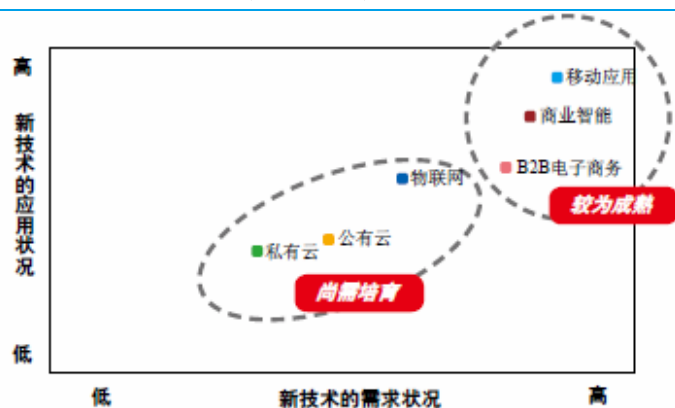 高
移动应用
商业智能
新技术的应用状况
B2B电子商务
物联网
较为成熟
公有云
私有云
尚需培育
低
低
新技术的需求状况
高